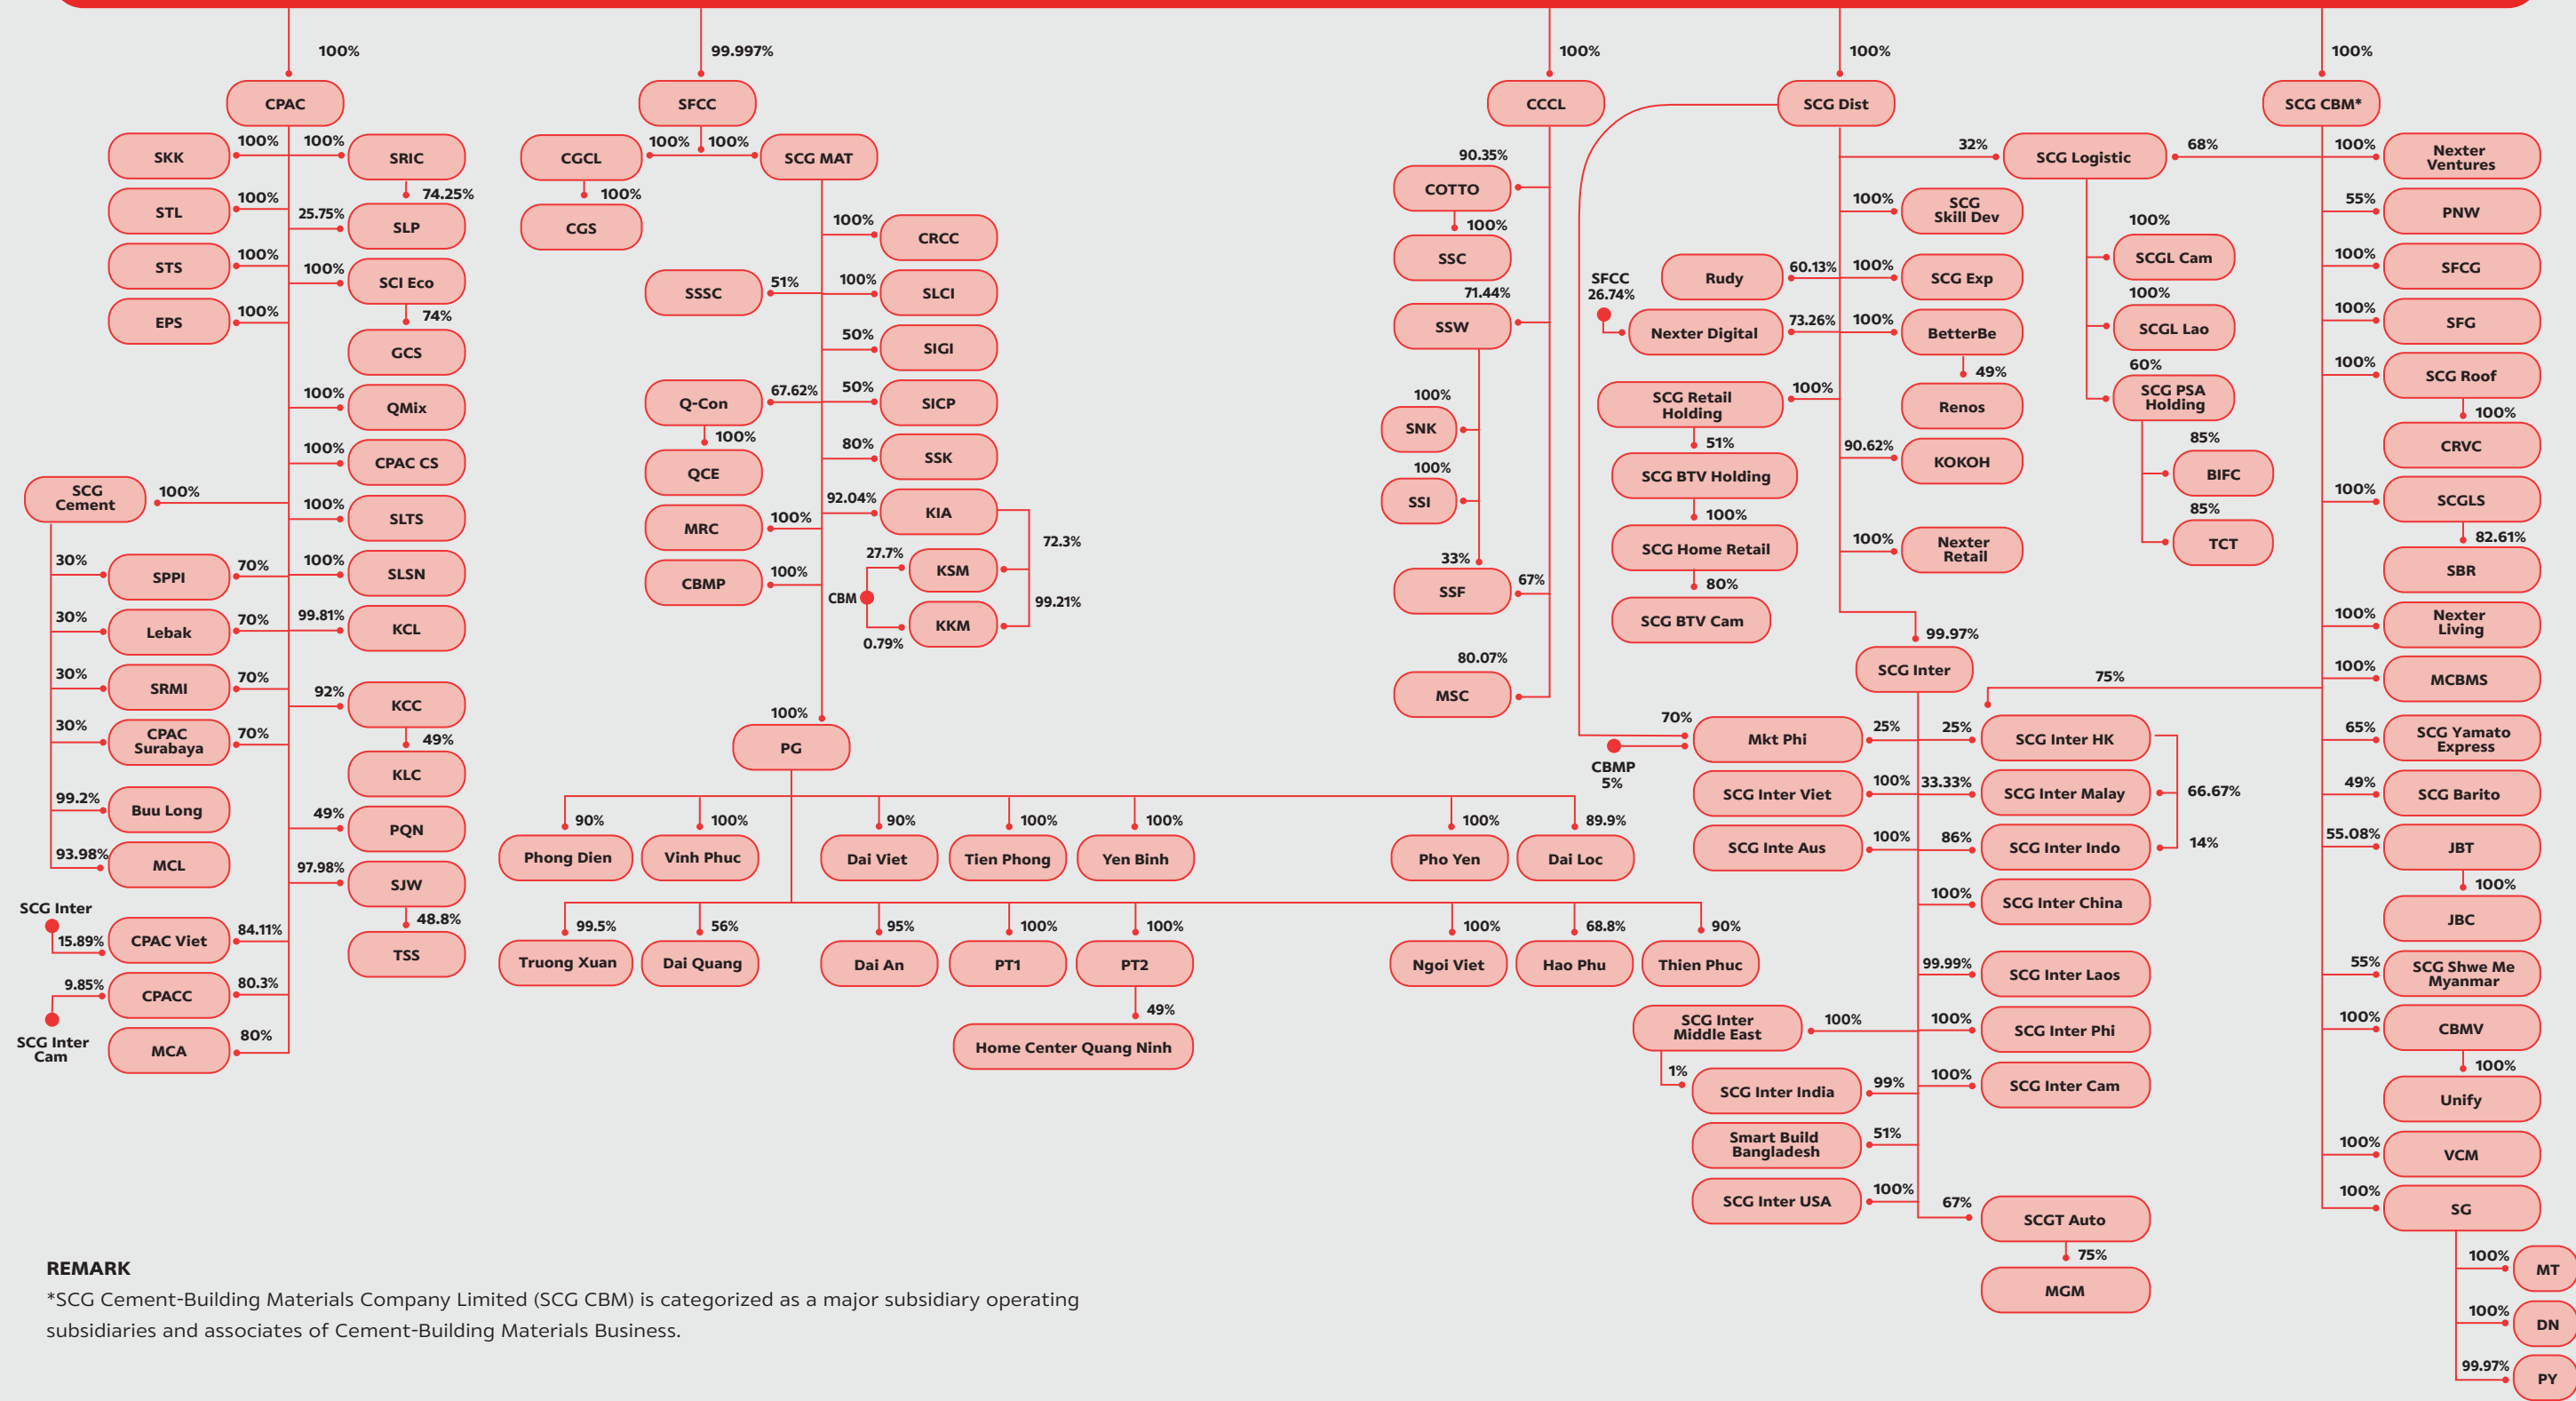 100%
99.997%
100%
100%
100%
CPAC
SFCC
CCCL
SCG Dist
SCG CBM*
SKK
100%
100%
SRIC
74.25%
STL
100%
25.75%
SLP
STS
100%
100%
SCI Eco
74%
EPS
100%
GCS
100%
QMix
100%
CPAC CS
SCG
Cement
100%
100%
SLTS
30%
SPPI
70%
100%
SLSN
30%
Lebak
70%
99.81%
KCL
30%
SRMI
70%
92%
KCC
49%
30%
CPAC
Surabaya
70%
KLC
99.2%
Buu Long
49%
PQN
93.98%
MCL
97.98%
SJW
48.8%
SCG Inter
15.89%
CPAC Viet
84.11%
TSS
9.85%
CPACC
80.3%
SCG Inter
Cam
MCA
80%
CGCL
100%
100%
SCG MAT
100%
CGS
100%
CRCC
SSSC
51%
100%
SLCI
50%
SIGI
Q-Con
67.62%
50%
SICP
100%
QCE
80%
SSK
MRC
100%
92.04%
KIA
72.3%
CBMP
100%
27.7%
KSM
CBM
99.21%
KKM
0.79%
100%
PG
90%
100%
90%
100%
100%
100%
89.9%
Phong Dien
Vinh Phuc
Dai Viet
Tien Phong
Yen Binh
Pho Yen
Dai Loc
99.5%
56%
95%
100%
100%
100%
68.8%
90%
Truong Xuan
Dai Quang
Dai An
PT1
PT2
Ngoi Viet
Hao Phu
Thien Phuc
49%
Home Center Quang Ninh
90.35%
COTTO
100%
SSC
71.44%
SSW
100%
SNK
100%
SSI
33%
SSF
67%
80.07%
MSC
32%
SCG Logistic
68%
100%
SCG
Skill Dev
Rudy
60.13%
100%
SCG Exp
SFCC
26.74%
Nexter Digital
73.26%
100%
BetterBe
49%
Renos
SCG Retail
Holding
100%
51%
90.62%
KOKOH
SCG BTV Holding
100%
SCG Home Retail
100%
Nexter
Retail
80%
SCG BTV Cam
100%
SCGL Cam
100%
SCGL Lao
60%
SCG PSA
Holding
85%
BIFC
85%
TCT
99.97%
SCG Inter
75%
70%
Mkt Phi
25%
25%
SCG Inter HK
CBMP
5%
SCG Inter Viet
100%
33.33%
SCG Inter Malay
66.67%
SCG Inte Aus
100%
86%
SCG Inter Indo
14%
100%
SCG Inter China
99.99%
SCG Inter Laos
SCG Inter
Middle East
100%
100%
SCG Inter Phi
1%
SCG Inter India
99%
100%
SCG Inter Cam
Smart Build
Bangladesh
51%
SCG Inter USA
100%
67%
SCGT Auto
75%
MGM
100%
Nexter
Ventures
55%
PNW
100%
SFCG
100%
SFG
100%
SCG Roof
100%
CRVC
100%
SCGLS
82.61%
SBR
100%
Nexter
Living
100%
MCBMS
65%
SCG Yamato
Express
49%
SCG Barito
55.08%
JBT
100%
JBC
55%
SCG Shwe Me
Myanmar
100%
CBMV
100%
Unify
100%
VCM
100%
SG
100%
MT
100%
DN
99.97%
PY
REMARK
*SCG Cement-Building Materials Company Limited (SCG CBM) is categorized as a major subsidiary operating
subsidiaries and associates of Cement-Building Materials Business.